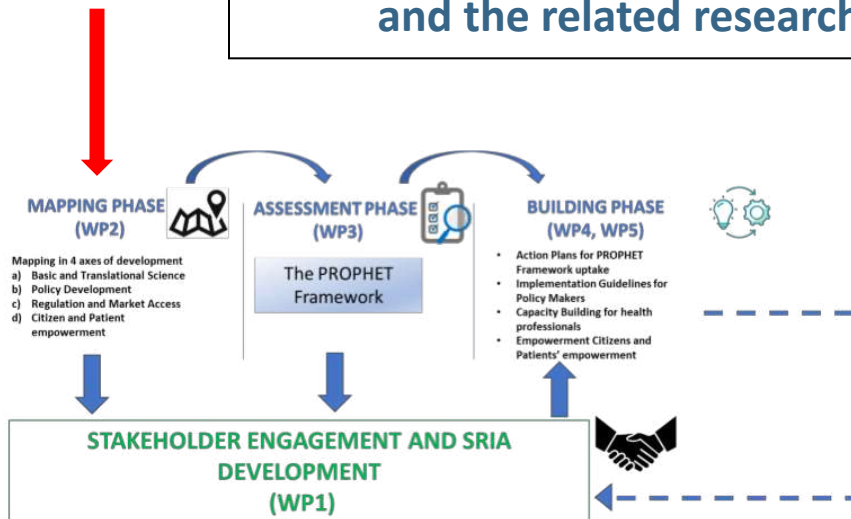 and the related research
MAPPING PHASE
(WP2)
Mapping in 4 axes of development
a) Basic and Translational Science
b) Policy Development
c) Regulation and Market Access
d) Citizen and Patient
empowerment
ASSESSMENT PHASE
(WP3)
The PROPHET
Framework
BUILDING PHASE
(WP4, WP5)
• Action Plans for PROPHET
Framework uptake
• Implementation Guidelines for
Policy Makers
• Capacity Building for health
professionals
• Empowerment Citizens and
Patients' empowerment
STAKEHOLDER ENGAGEMENT AND SRIA
DEVELOPMENT
(WP1)